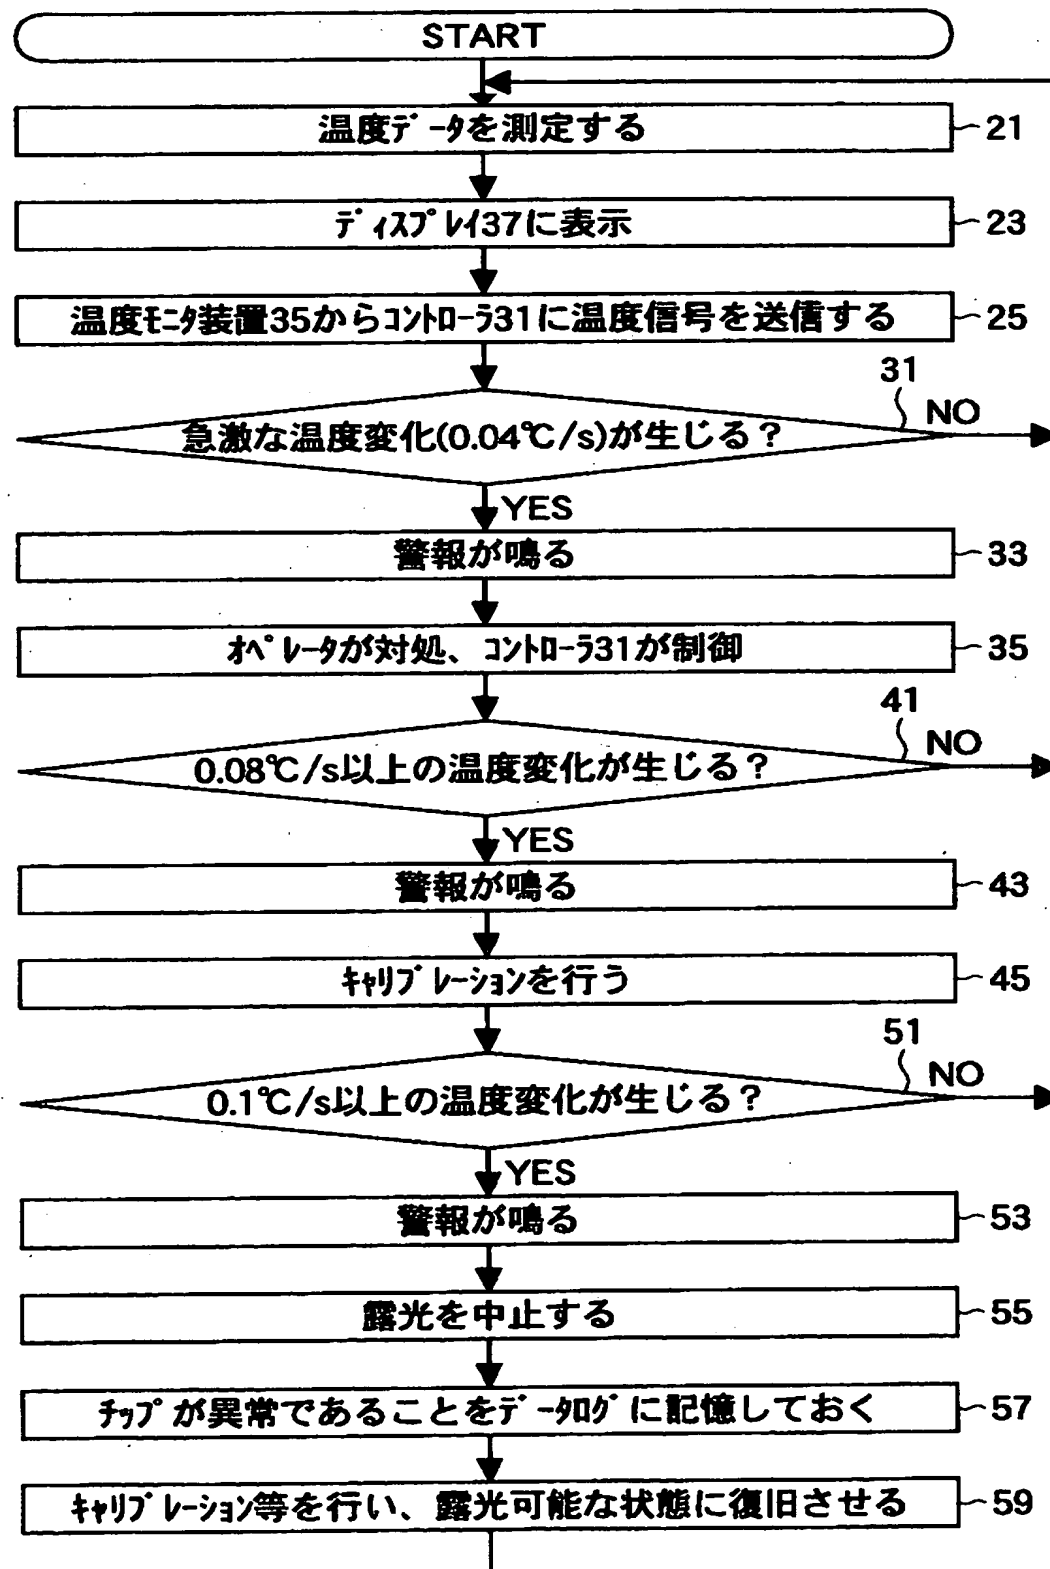 START
温度データを測定する
21
ディスプレイ37に表示
23
温度モニタ装置35からコントローラ31に温度信号を送信する
25
31
NO
急激な温度変化(0.04℃/s)が生じる？
YES
警報が鳴る
33
オペレータが対処、コントローラ31が制御
35
41
NO
0.08℃/s以上の温度変化が生じる？
YES
警報が鳴る
43
キャリブレーションを行う
45
51
NO
0.1℃/s以上の温度変化が生じる？
YES
警報が鳴る
53
露光を中止する
55
チップが異常であることをデータログに記憶しておく
57
キャリブレーション等を行い、露光可能な状態に復旧させる
59